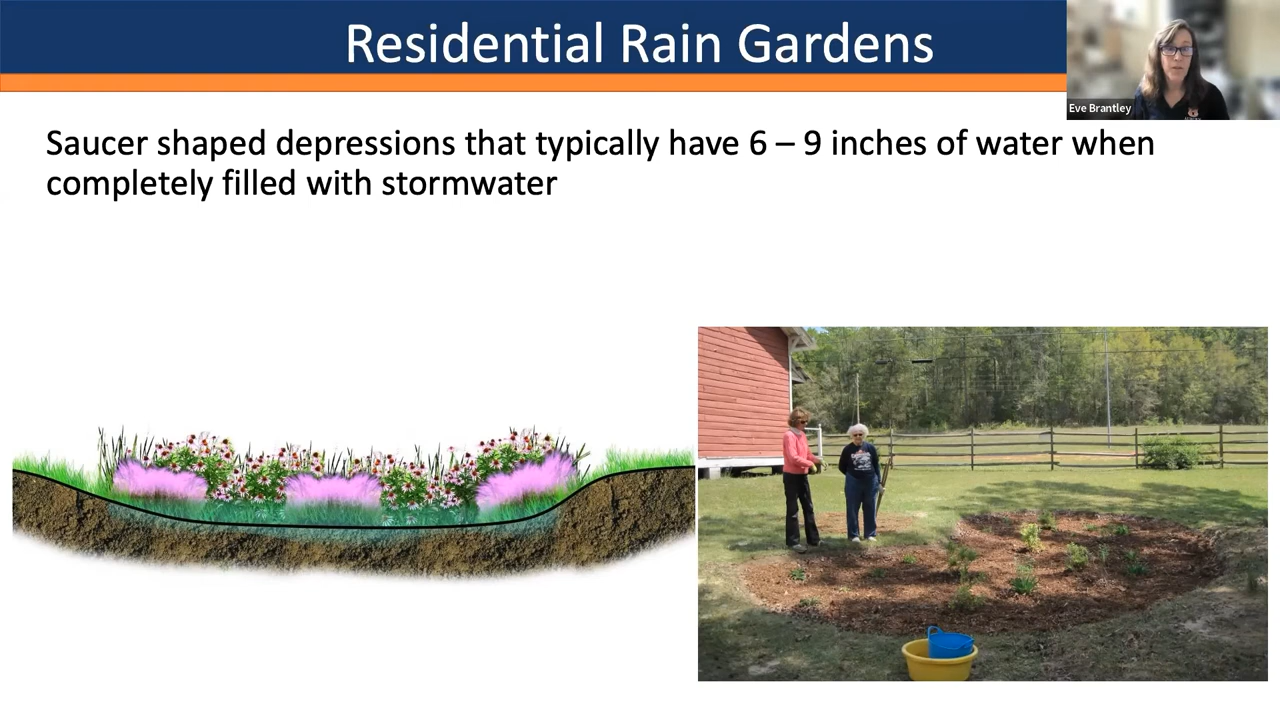 Residential Rain Gardens
Eve Brantley
Saucer shaped depressions that typically have 6 – 9 inches of water when
completely filled with stormwater